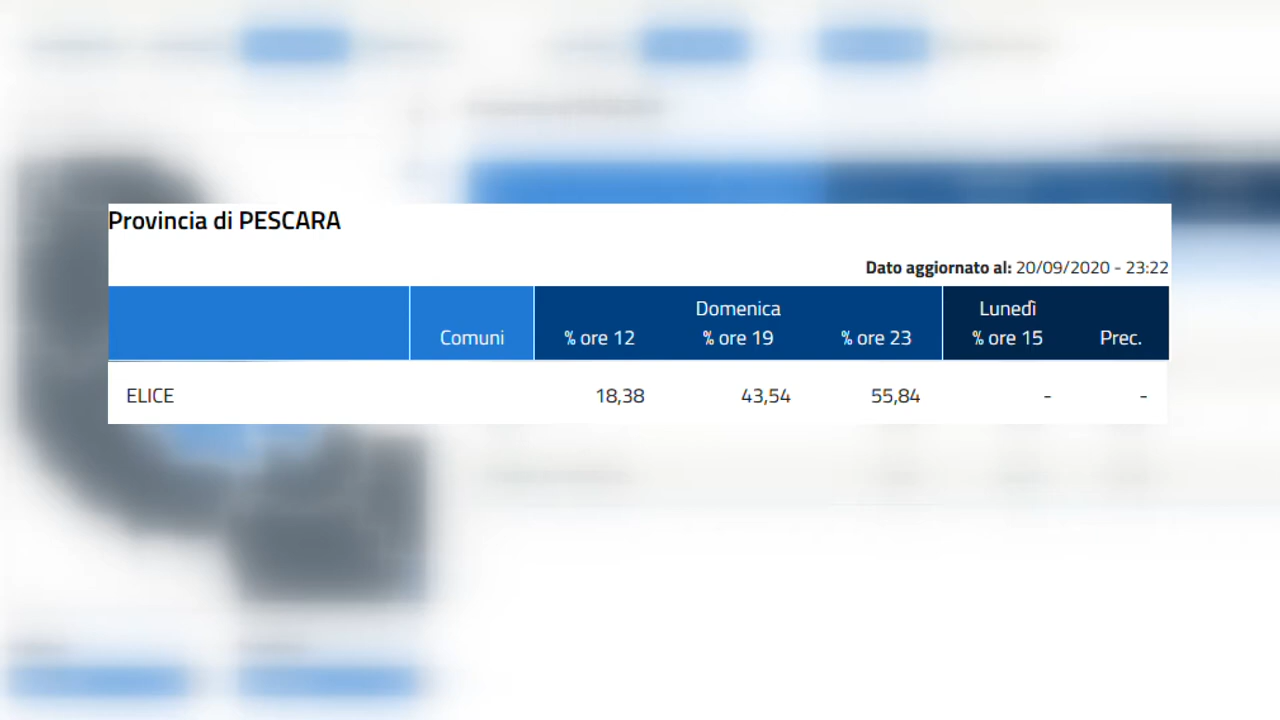 Provincia di PESCARA
Dato aggiornato al: 20/09/2020 - 23:22
Domenica Lunedì
Comuni % ore 12 % ore 19 % ore 23 % ore 15 Prec.
ELICE 18,38 43,54 55,84 - -